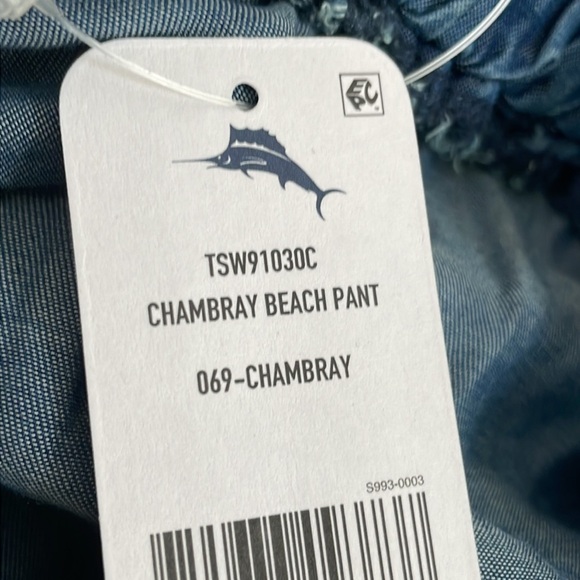 EPC
TSW91030C
CHAMBRAY BEACH PANT
069-CHAMBRAY
S993-0003